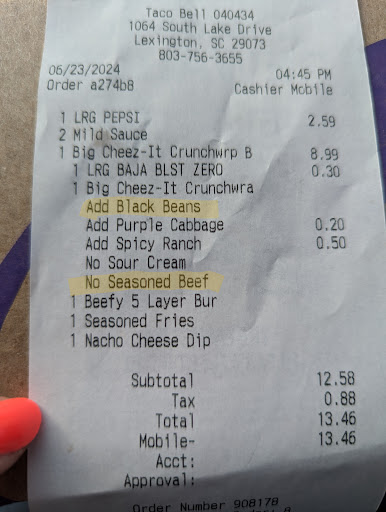 Taco Bell 040434
1064 South Lake Drive
Lexington, SC 29073
803-756-3655
06/23/2024 04:45 PM
Order a274b8 Cashier Mobile
1 LRG PEPSI 2.59
2 Mild Sauce
1 Big Cheez-It Crunchwrp B 8.99
1 LRG BAJA BLST ZERO 0.30
1 Big Cheez-It Crunchwra
Add Black Beans
Add Purple Cabbage 0.20
Add Spicy Ranch 0.50
No Sour Cream
No Seasoned Beef
1 Beefy 5 Layer Bur
1 Seasoned Fries
1 Nacho Cheese Dip
Subtotal 12.58
Tax 0.88
Total 13.46
Mobile- 13.46
Acct:
Approval:
Order Number 908178